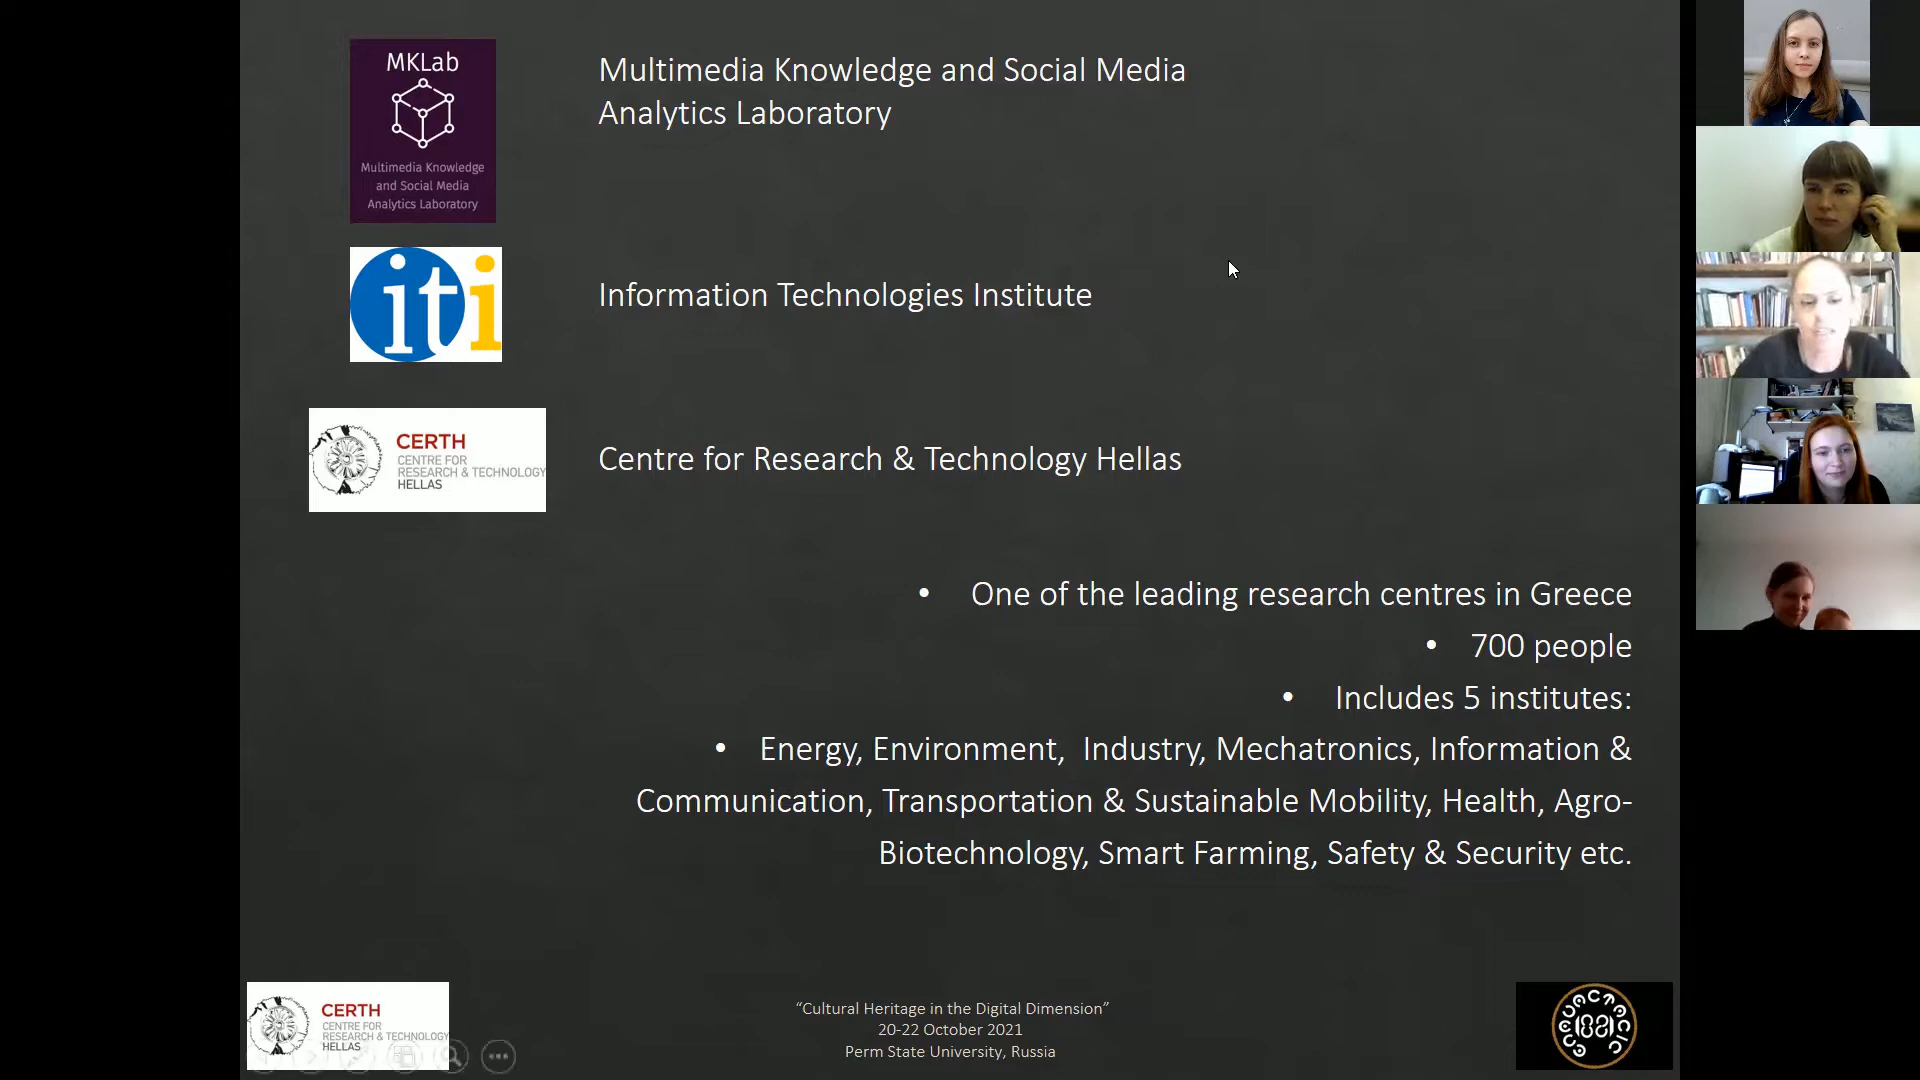 MKLab
Multimedia Knowledge
and Social Media
Analytics Laboratory
Multimedia Knowledge and Social Media
Analytics Laboratory
iti
Information Technologies Institute
CERTH
CENTRE FOR
RESEARCH & TECHNOLOGY
HELLAS
Centre for Research & Technology Hellas
• One of the leading research centres in Greece
• 700 people
• Includes 5 institutes:
• Energy, Environment,  Industry, Mechatronics, Information &
Communication, Transportation & Sustainable Mobility, Health, Agro-
Biotechnology, Smart Farming, Safety & Security etc.
CERTH
CENTRE FOR
RESEARCH & TECHNOLOGY
HELLAS
“Cultural Heritage in the Digital Dimension”
20-22 October 2021
Perm State University, Russia